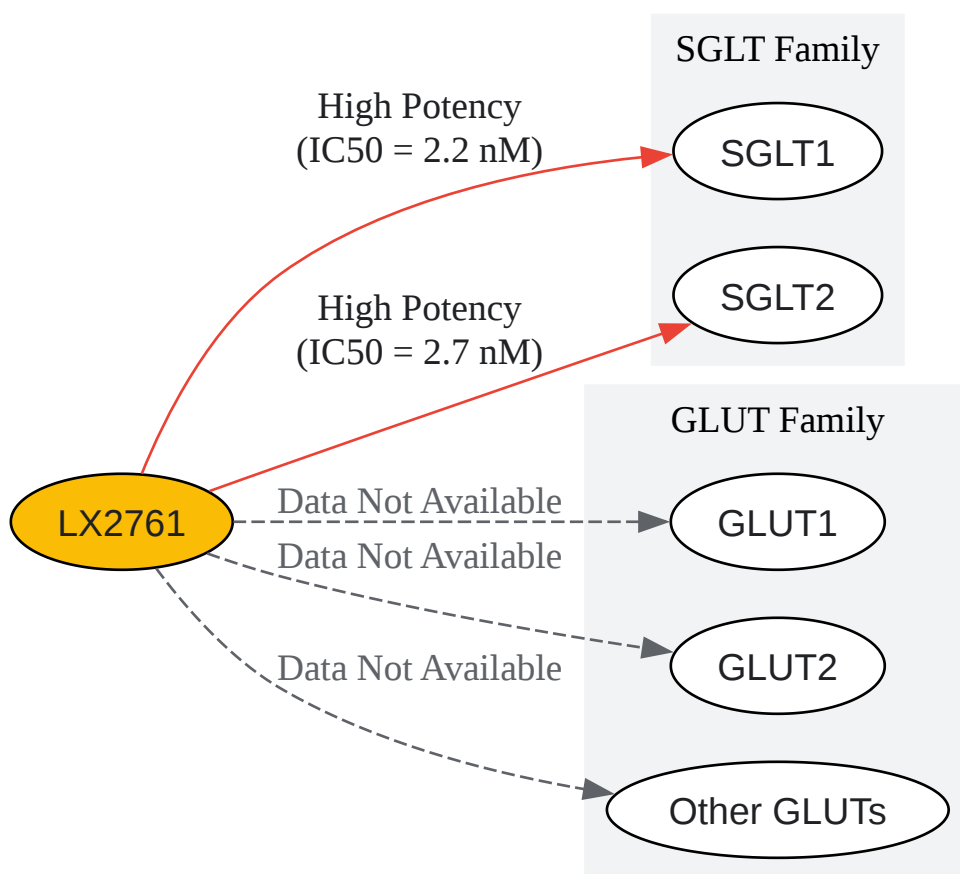 SGLT Family
High Potency
(IC50 = 2.2 nM)
SGLT1
High Potency
(IC50 = 2.7 nM)
SGLT2
GLUT Family
LX2761
Data Not Available
GLUT1
Data Not Available
GLUT2
Data Not Available
Other GLUTs